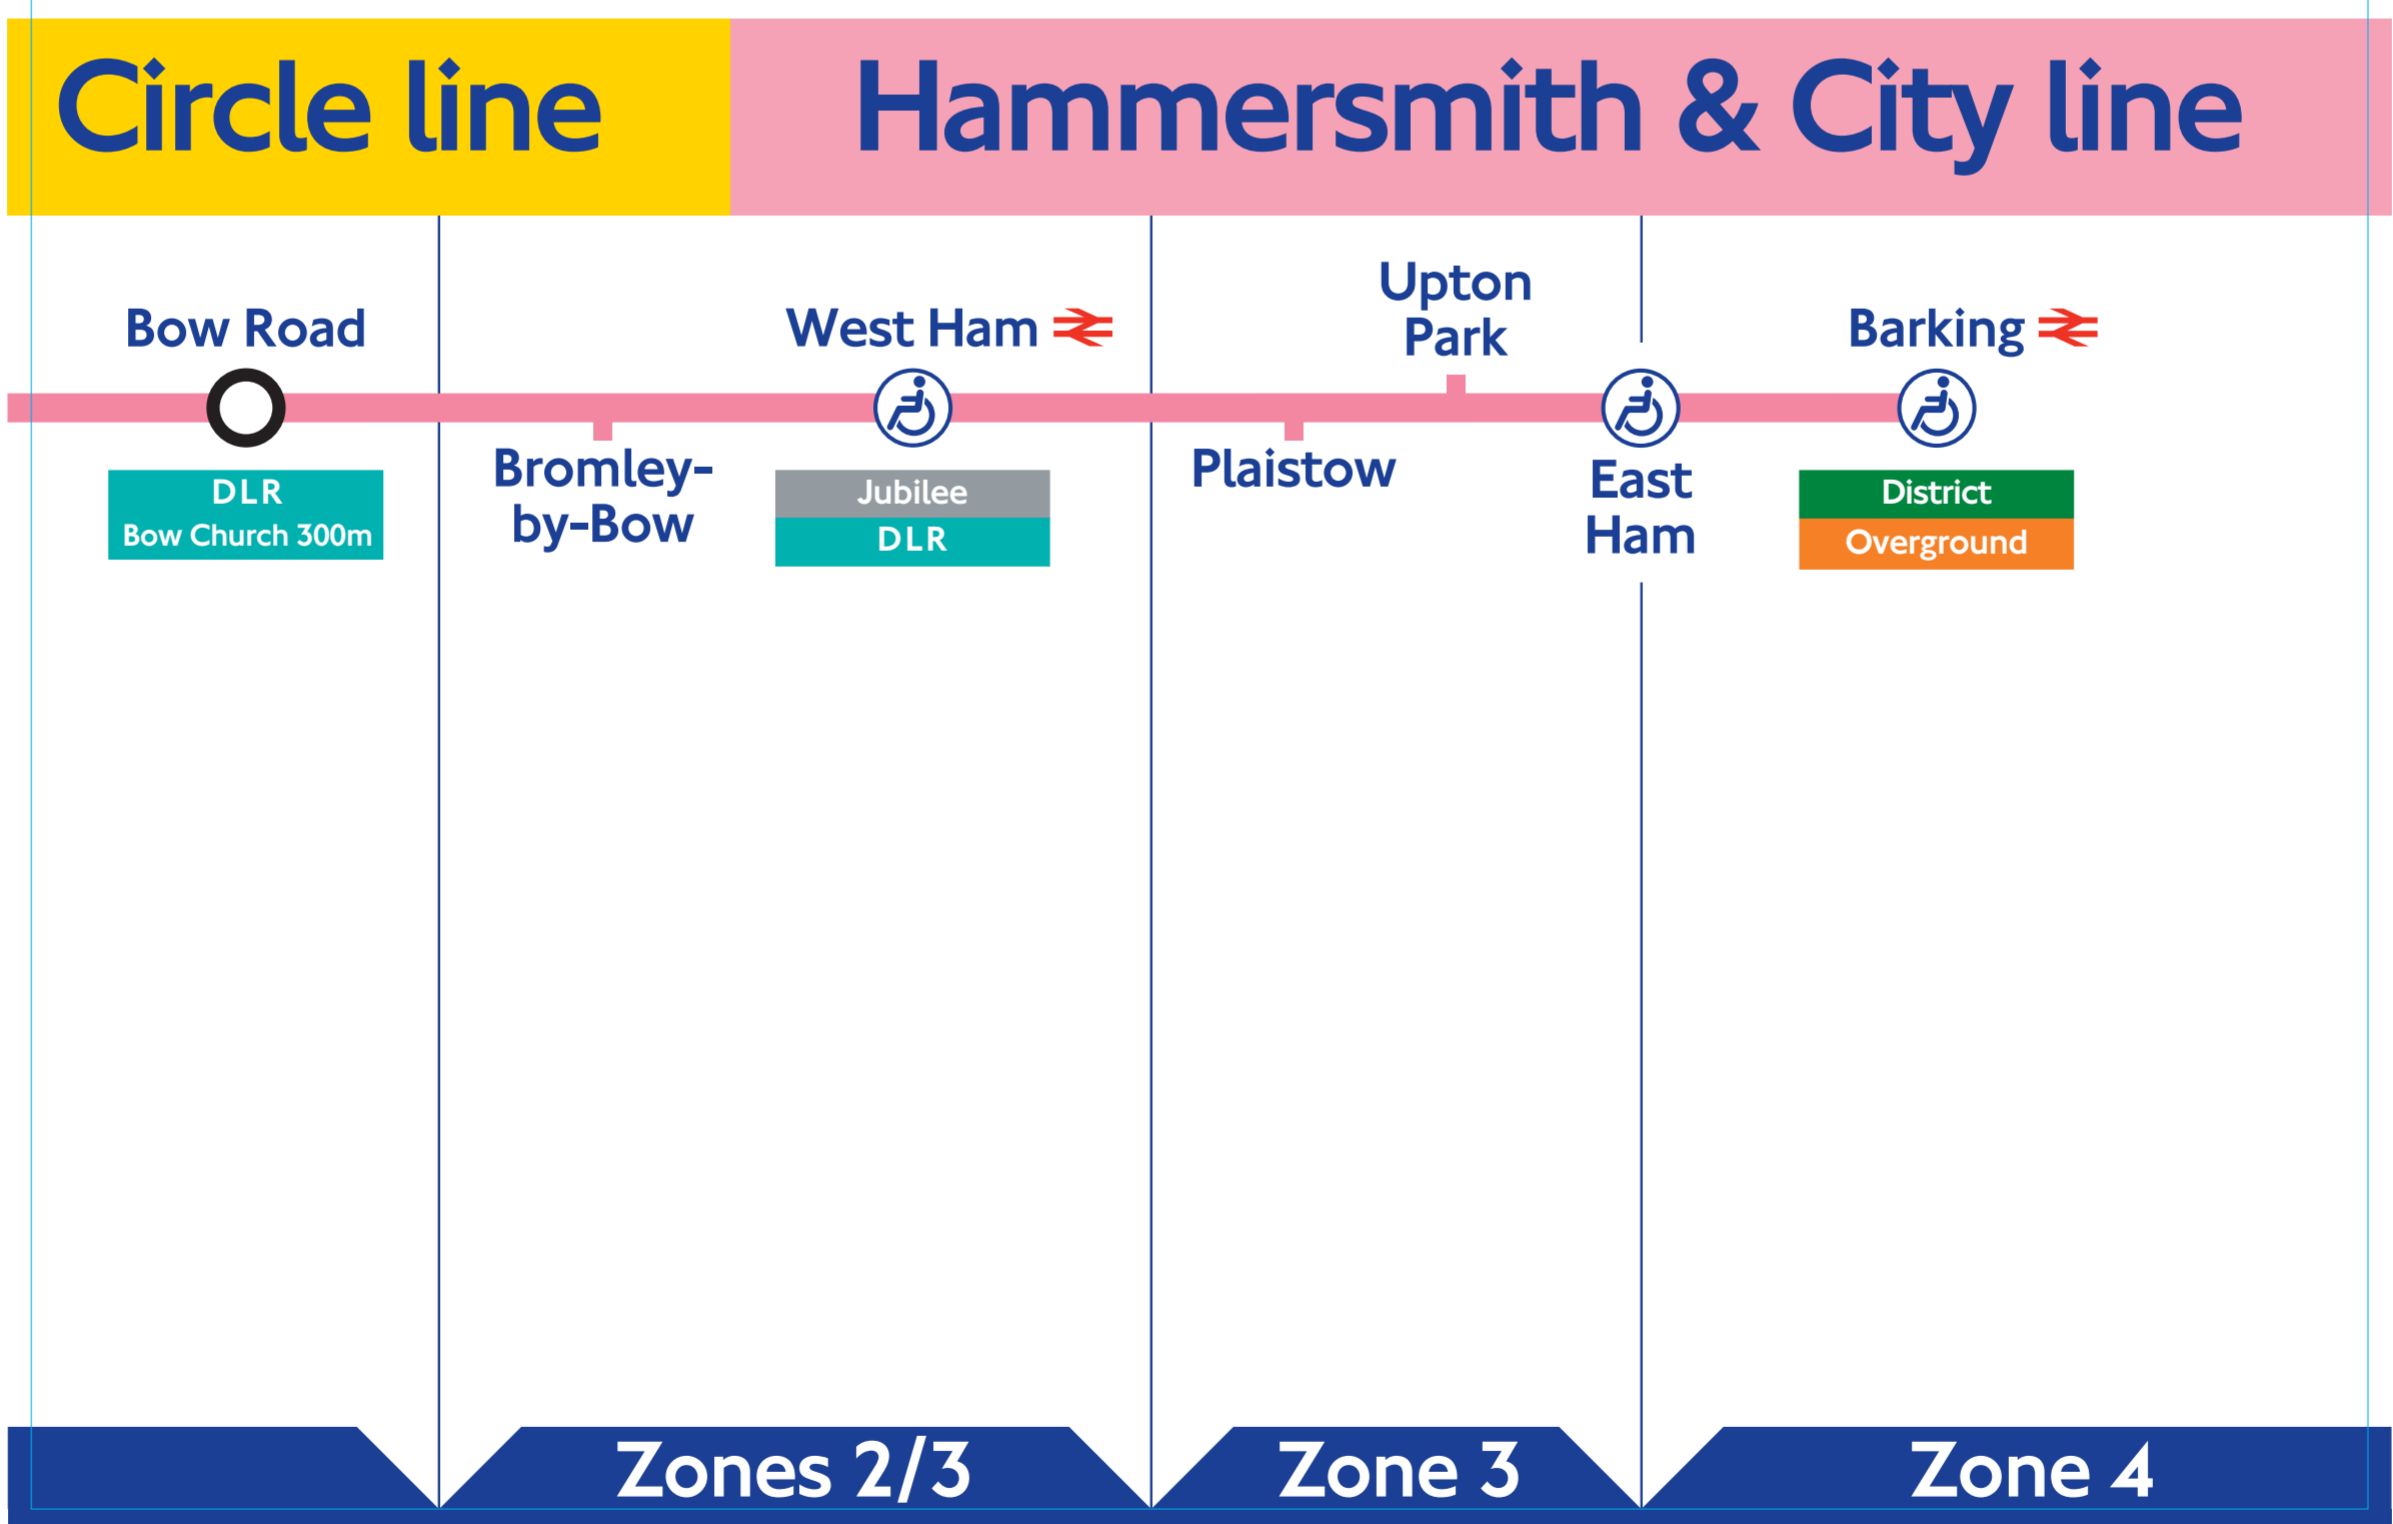 Circle line
Hammersmith & City line
Bow Road
DLR
Bow Church 300m
Bromley-
by-Bow
West Ham
Jubilee
DLR
Plaistow
Upton
Park
East
Ham
Barking
District
Overground
Zones 2/3
Zone 3
Zone 4